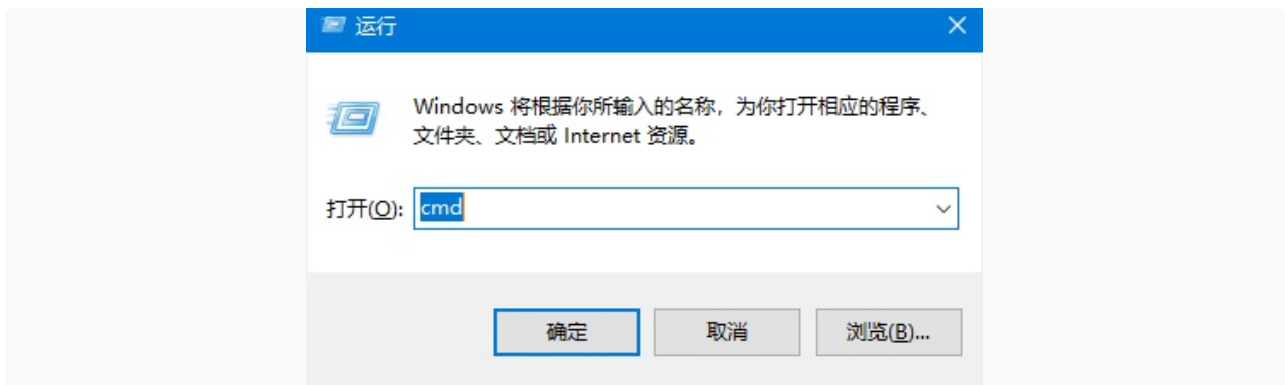 运行
Windows 将根据你所输入的名称，为你打开相应的程序、
文件夹、文档或 Internet 资源。
打开(O): cmd
确定 取消 浏览(B)...